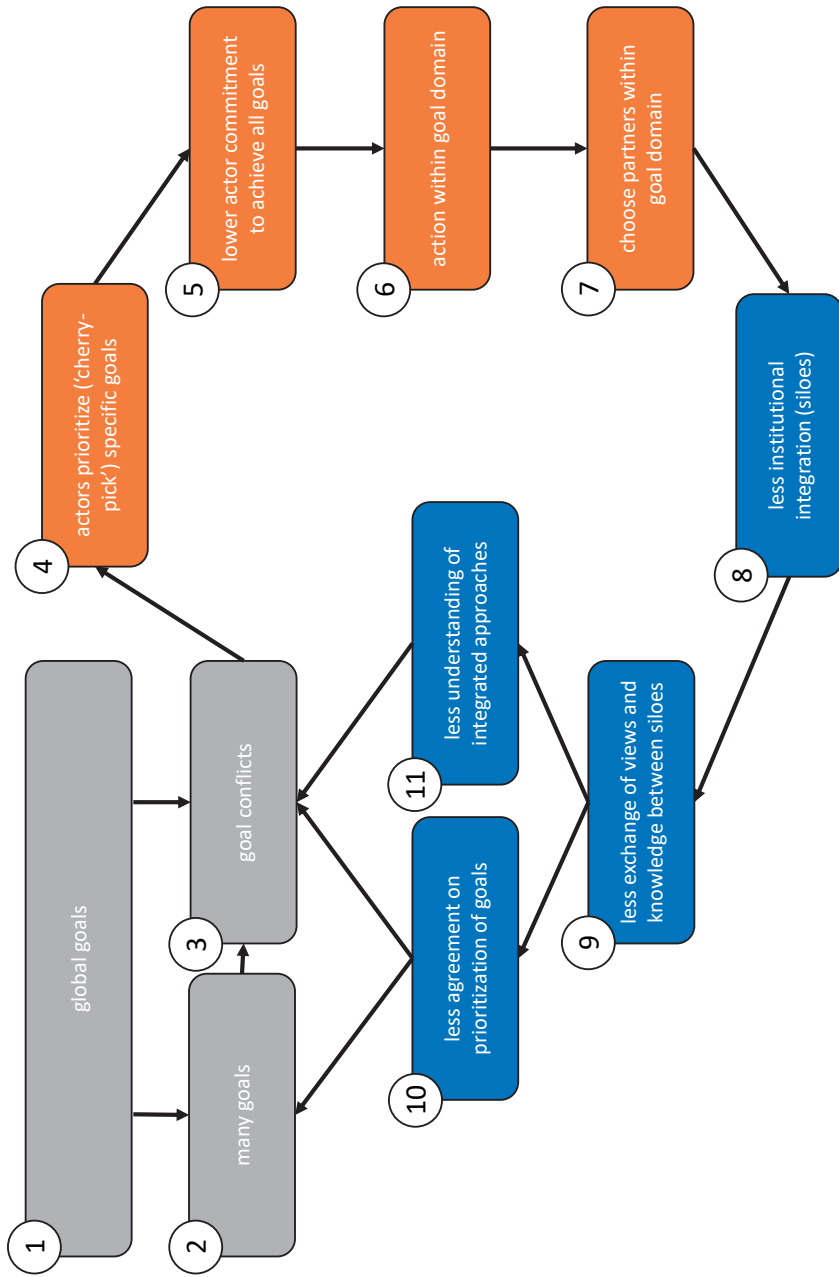 1
global goals
2
many goals
3
goal conflicts
4
actors prioritize (‘cherry-
pick’) specific goals
5
lower actor commitment
to achieve all goals
6
action within goal domain
7
choose partners within
goal domain
8
less institutional
integration (siloes)
9
less exchange of views and
knowledge between siloes
10
less agreement on
prioritization of goals
11
less understanding of
integrated approaches